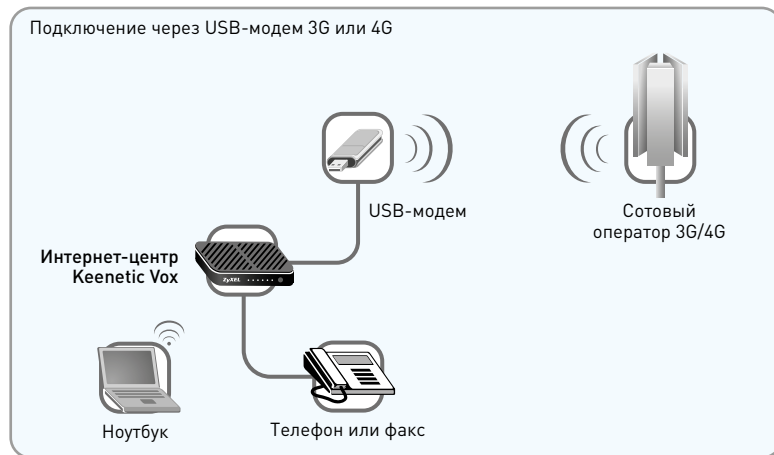 Подключение через USB-модем 3G или 4G
USB-модем
Сотовый
оператор 3G/4G
Интернет-центр
Keenetic Vox
ZyXEL
Ноутбук
Телефон или факс